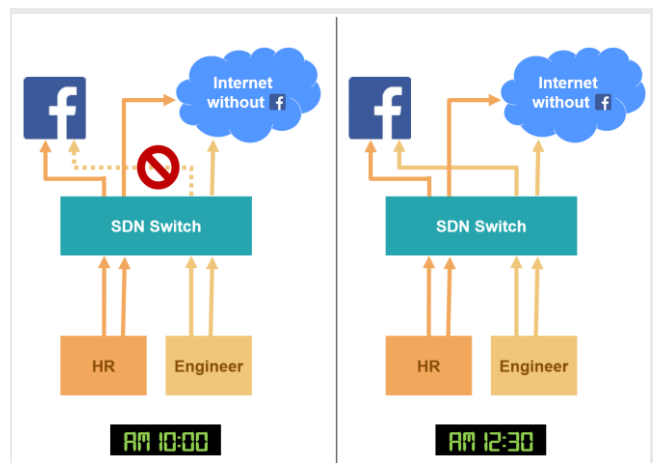 f
Internet
without f
SDN Switch
HR
Engineer
AM 10:00
f
Internet
without f
SDN Switch
HR
Engineer
AM 12:30